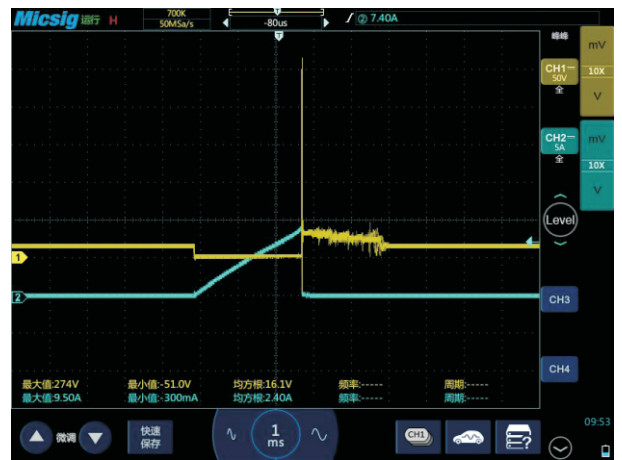 Micsig 运行 H 700K 50MSa/s -80us ② 7.40A
峰峰
mV
CH1 50V 全
10X
V
CH2 5A 全
mV
10X
V
Level
1
2
CH3
CH4
最大值:274V 最小值:-51.0V 均方根:16.1V 频率:----- 周期:-----
最大值:9.50A 最小值:-300mA 均方根:2.40A 频率:----- 周期:-----
微调 快速保存 1 ms CH1 ? 09:53